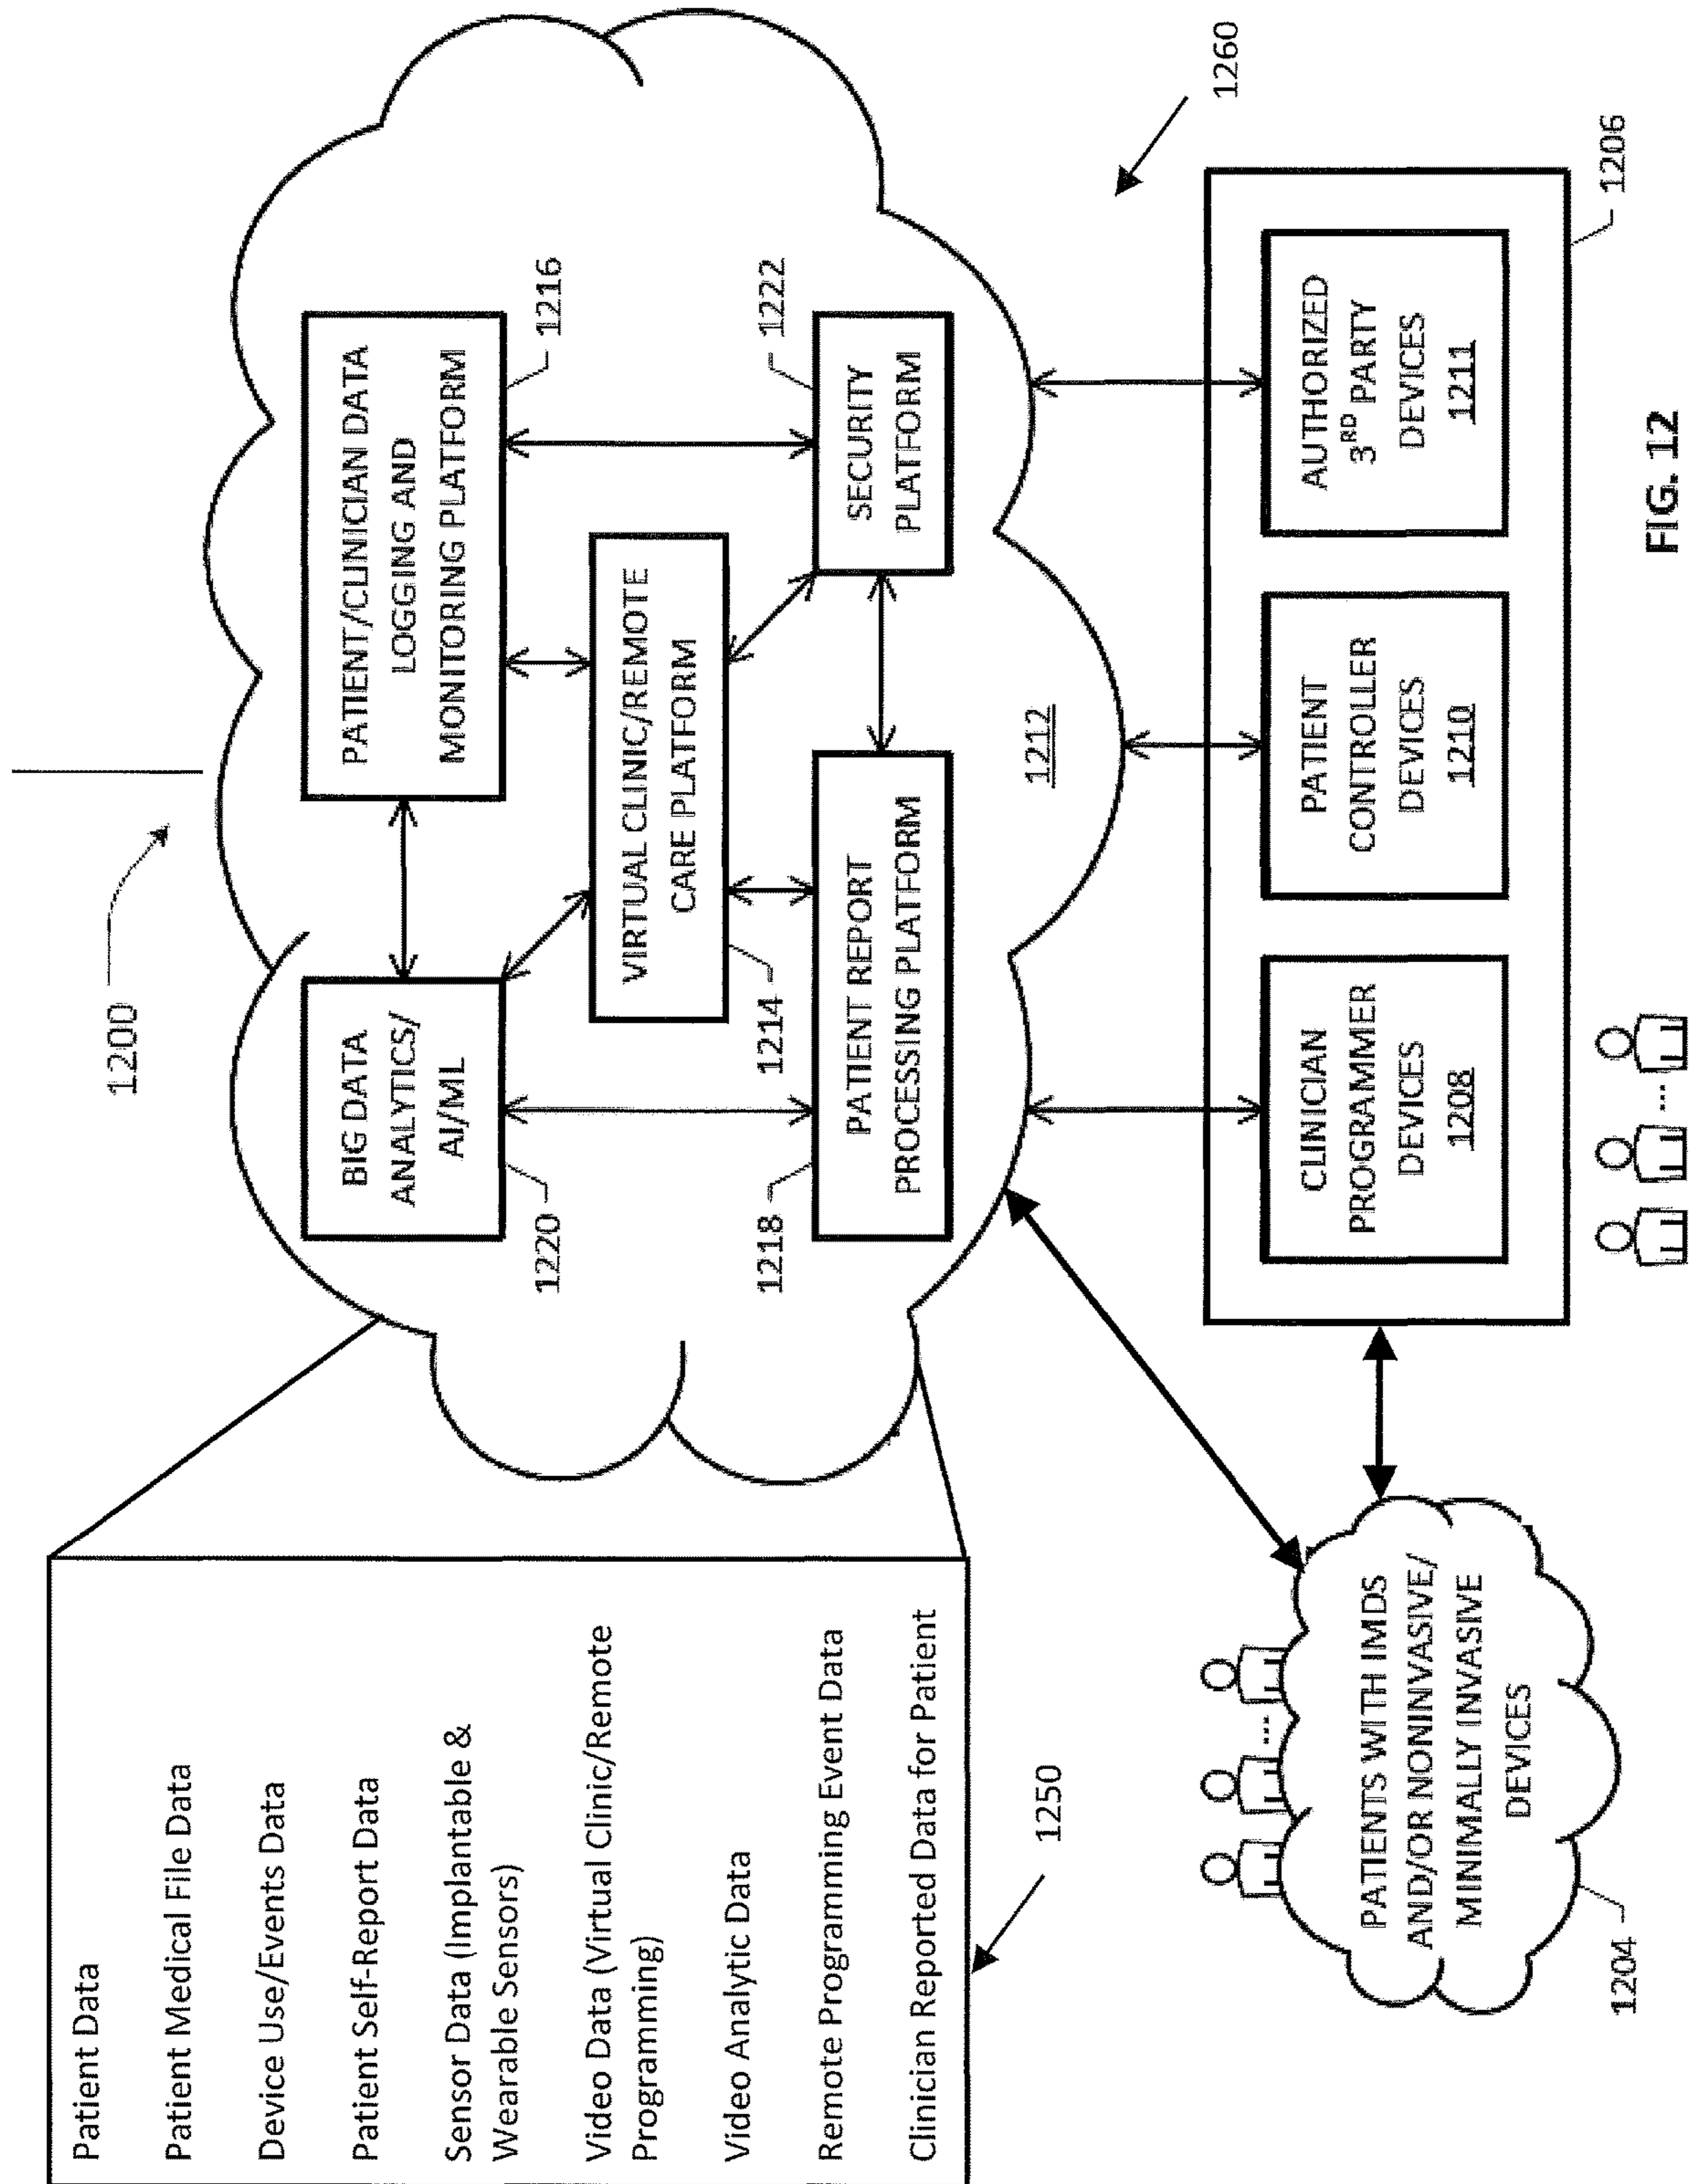 1200
Patient Data
Patient Medical File Data
Device Use/Events Data
Patient Self-Report Data
Sensor Data (Implantable &
Wearable Sensors)
Video Data (Virtual Clinic/Remote
Programming)
Video Analytic Data
Remote Programming Event Data
Clinician Reported Data for Patient
1250
BIG DATA
ANALYTICS/
AI/ML
1220
PATIENT/CLINICIAN DATA
LOGGING AND
MONITORING PLATFORM
1216
VIRTUAL CLINIC/REMOTE
CARE PLATFORM
1214
1222
1218
PATIENT REPORT
PROCESSING PLATFORM
SECURITY
PLATFORM
1212
1260
PATIENTS WITH IMDS
AND/OR NONINVASIVE/
MINIMALLY INVASIVE
DEVICES
1204
CLINICIAN
PROGRAMMER
DEVICES
1208
PATIENT
CONTROLLER
DEVICES
1210
AUTHORIZED
3RD PARTY
DEVICES
1211
1206
FIG. 12